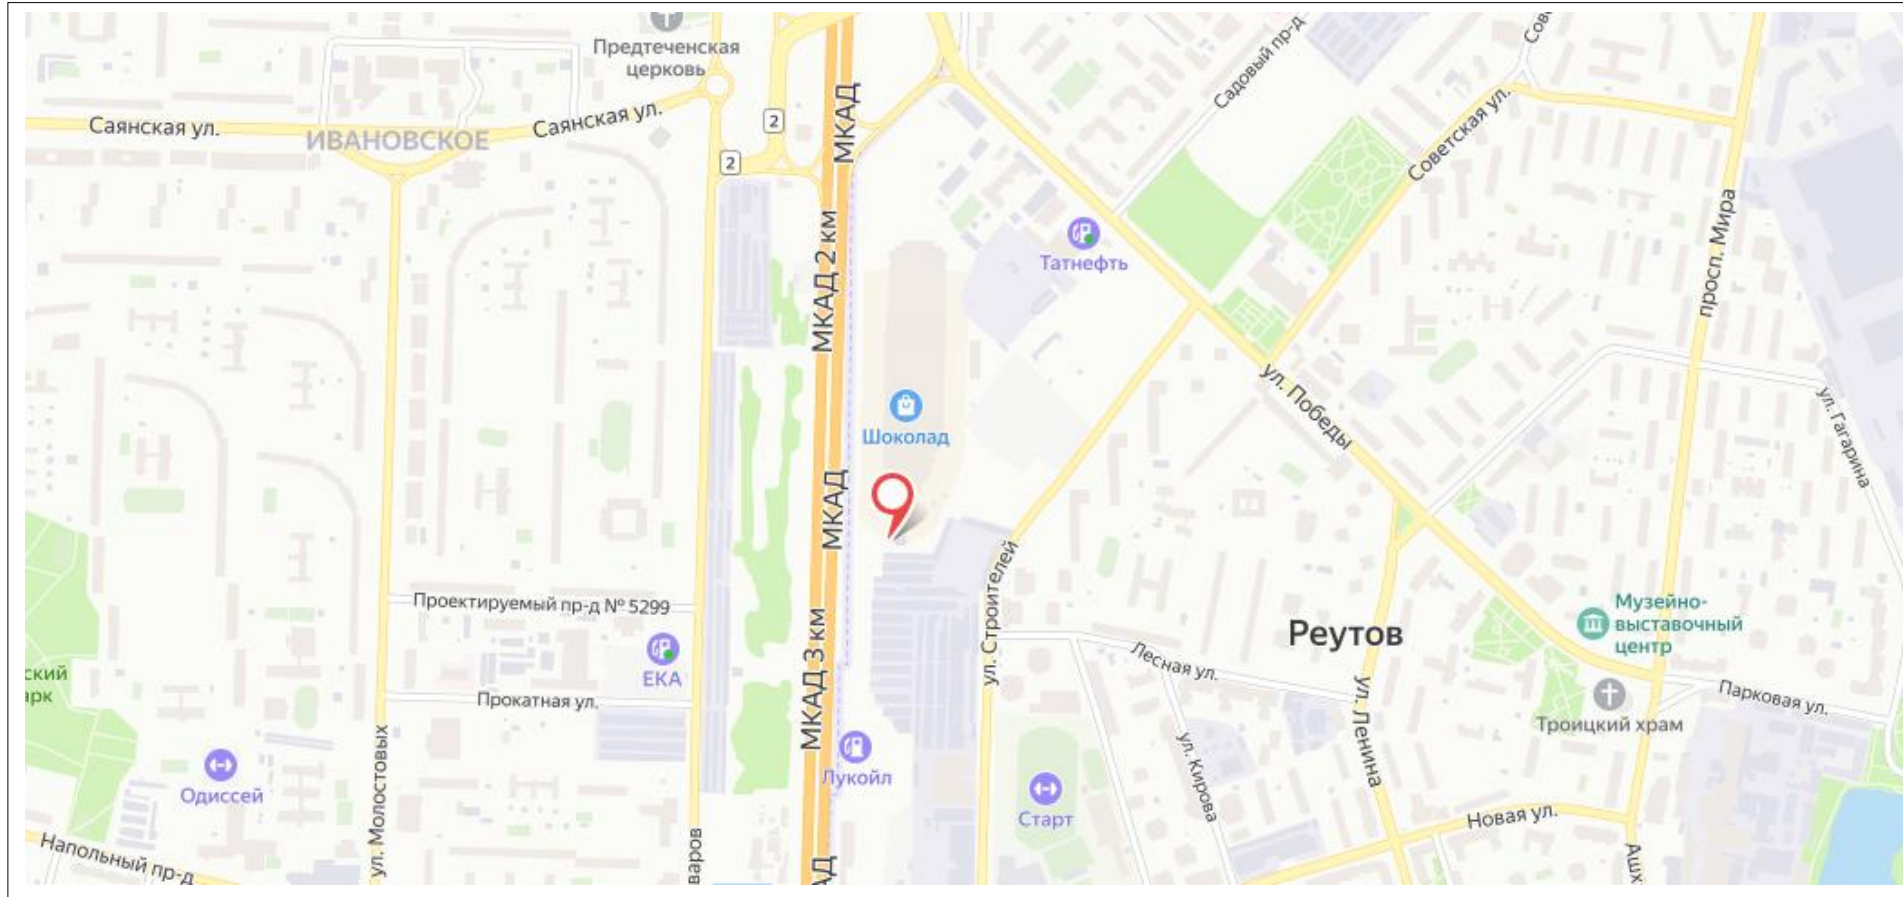 Предтеченская
церковь
Саянская ул.
ИВАНОВСКОЕ
Саянская ул.
2
2
МКАД
МКАД 2 км
Садовый пр-д
Советская ул.
просп. Мира
Татнефть
Шоколад
МКАД
ул. Победы
ул. Гагарина
Проектируемый пр-д № 5299
ЕКА
Прокатная ул.
МКАД 3 км
ул. Строителей
Лесная ул.
Реутов
Музейно-
выставочный
центр
Троицкий храм
Парковая ул.
ул. Ленина
ул. Кирова
Новая ул.
Лукойл
Старт
Одиссей
ул. Молостовых
Напольный пр-д